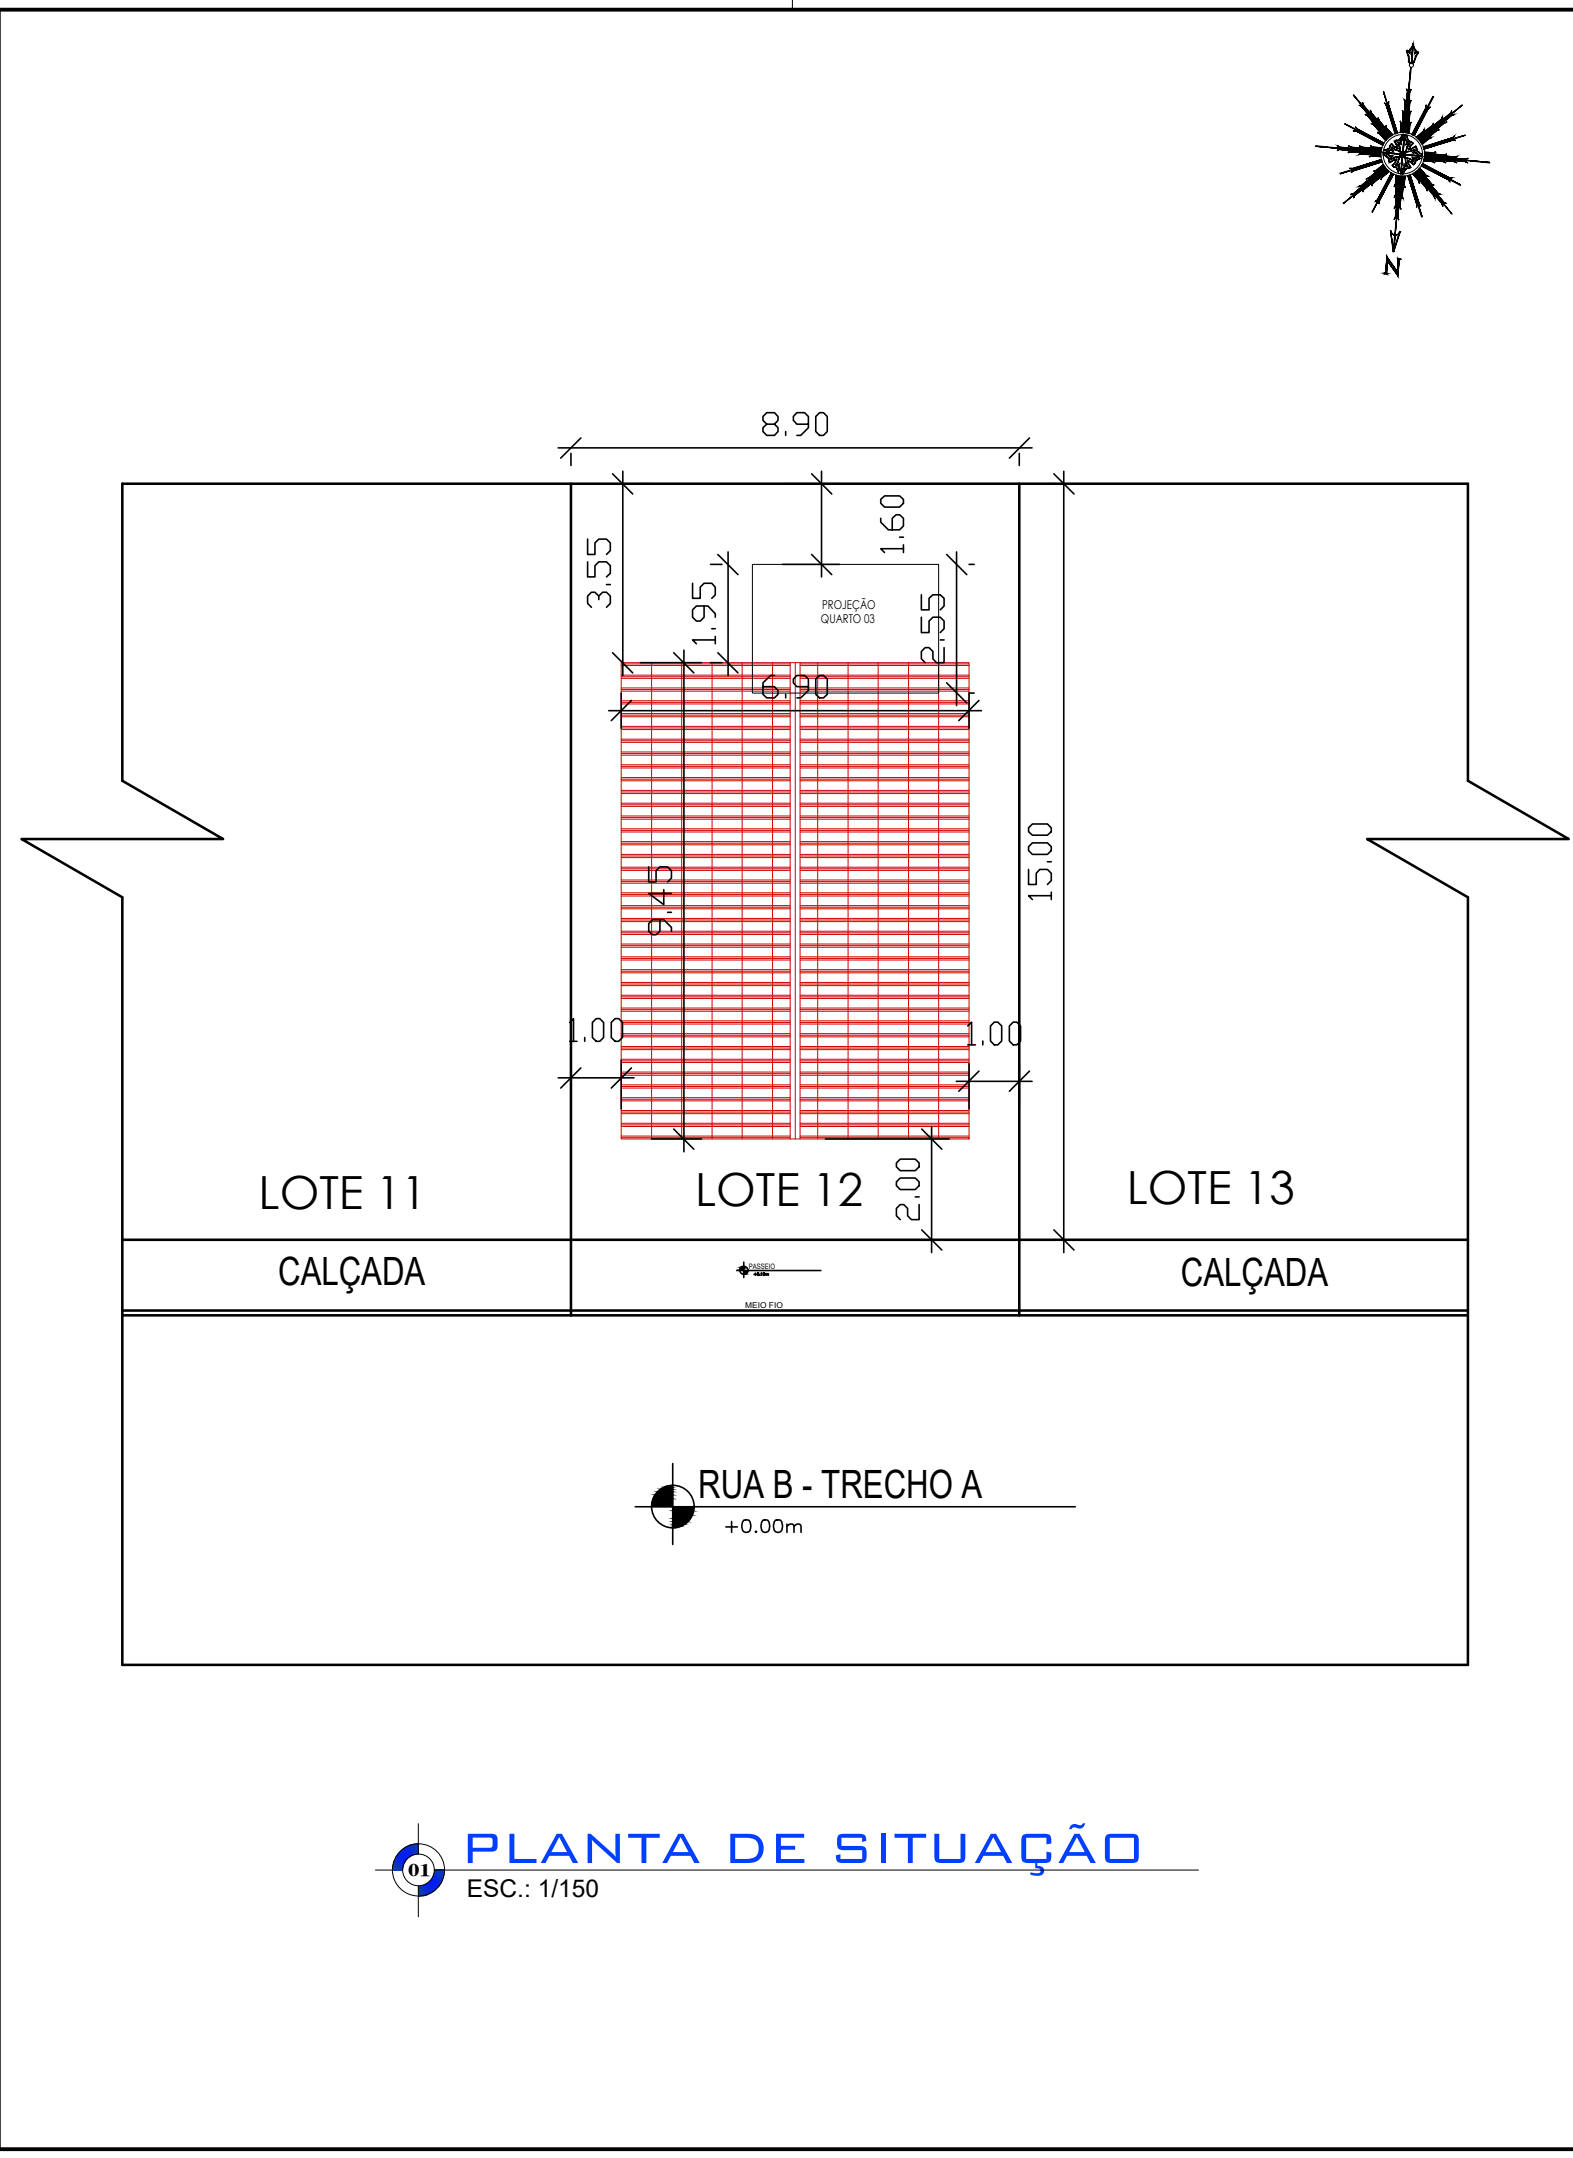 N
8.90
1.60
3.55
1.95
PROJEÇÃO
QUARTO 03
2.55
6.90
15.00
9.45
1.00
1.00
2.00
LOTE 11
LOTE 12
LOTE 13
CALÇADA
PASSEIO
CALÇADA
MEIO FIO
RUA B - TRECHO A
+0.00m
PLANTA DE SITUAÇÃO
01
ESC.: 1/150